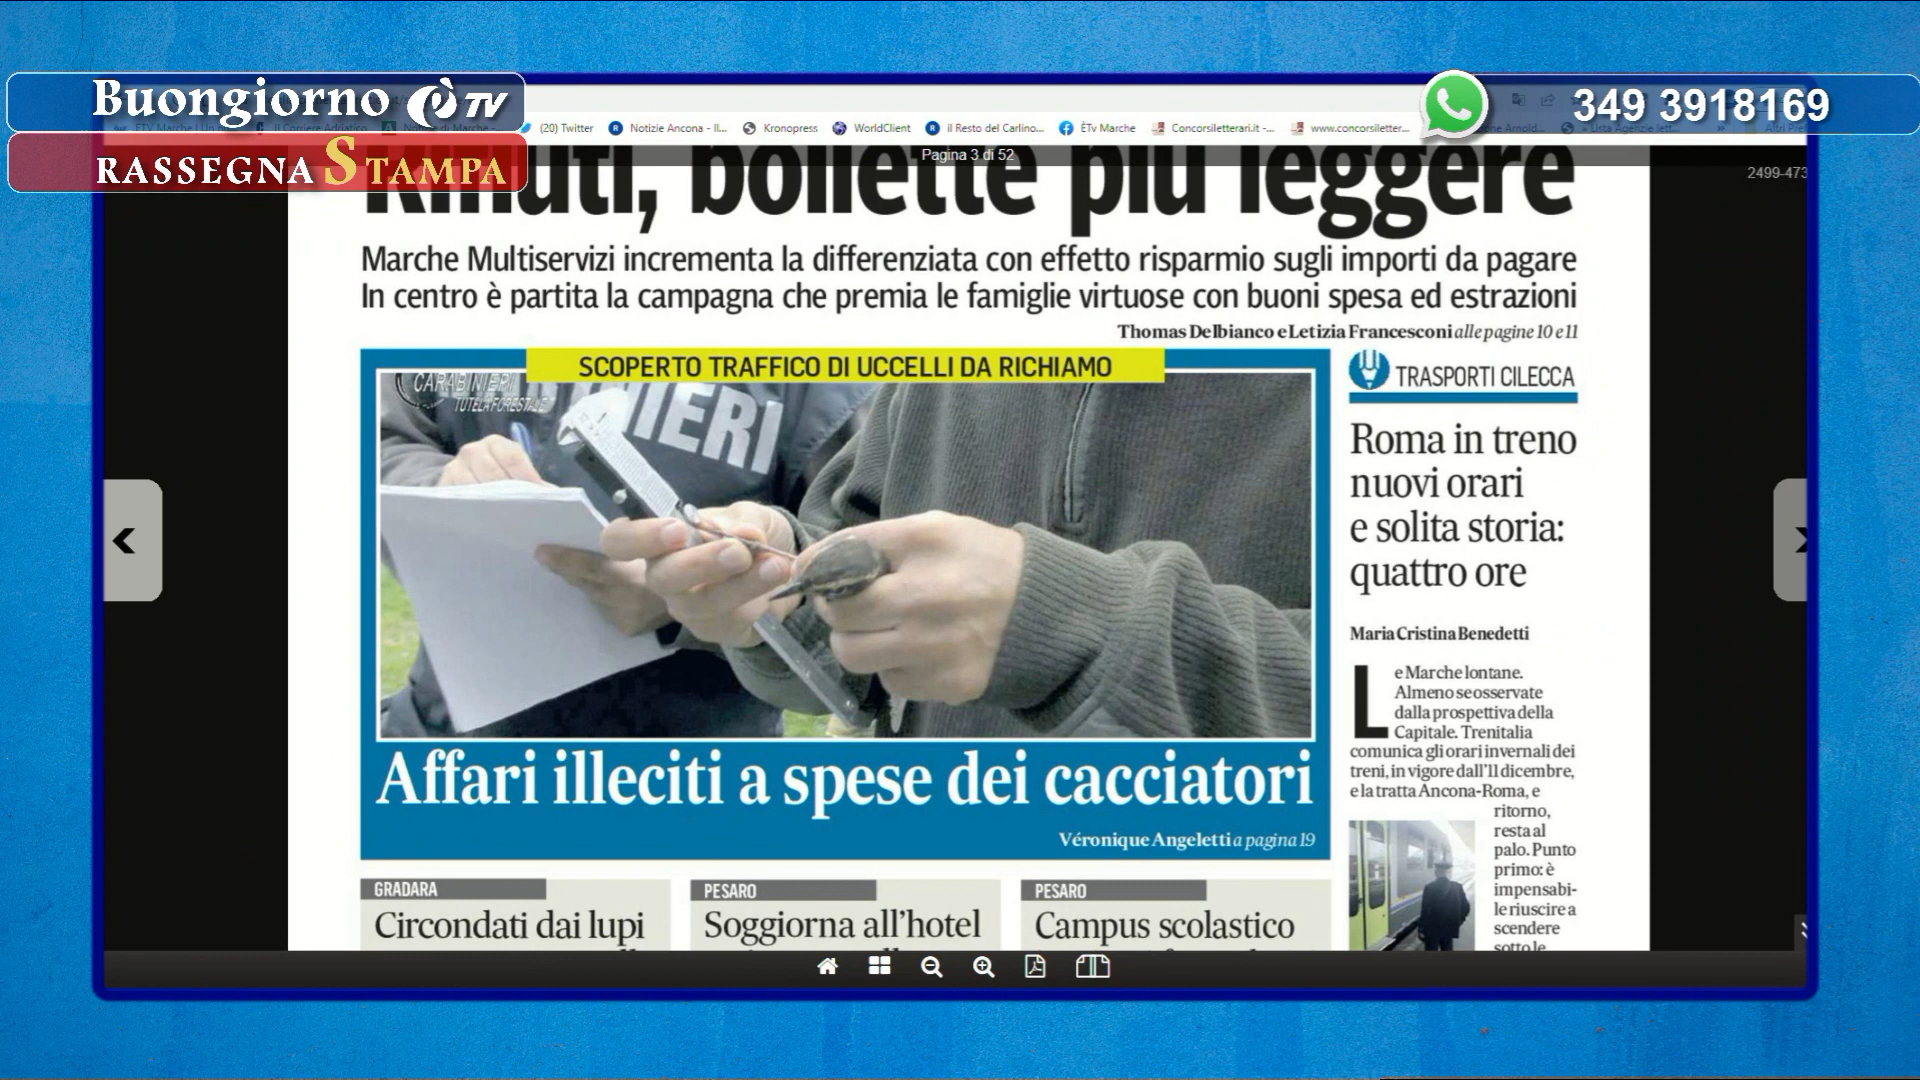 Buongiorno è TV
RASSEGNA STAMPA
349 3918169
(20) Twitter
Notizie Ancona - Il...
Kronopress
WorldClient
il Resto del Carlino...
ÈTv Marche
Concorsiletterari.it -...
www.concorsiletter...
Pagina 3 di 52
2499-473
Rifiuti, bollette più leggere
Marche Multiservizi incrementa la differenziata con effetto risparmio sugli importi da pagare
In centro è partita la campagna che premia le famiglie virtuose con buoni spesa ed estrazioni
Thomas Delbianco e Letizia Francesconi alle pagine 10 e 11
SCOPERTO TRAFFICO DI UCCELLI DA RICHIAMO
CARABINIERI
TUTELA FORESTALE
NIERI
Affari illeciti a spese dei cacciatori
Véronique Angeletti a pagina 19
TRASPORTI CILECCA
Roma in treno
nuovi orari
e solita storia:
quattro ore
Maria Cristina Benedetti
Le Marche lontane.
Almeno se osservate
dalla prospettiva della
Capitale. Trenitalia
comunica gli orari invernali dei
treni, in vigore dall'11 dicembre,
e la tratta Ancona-Roma, e
ritorno,
resta al
palo. Punto
primo: è
impensabi-
le riuscire a
scendere
sotto le
GRADARA
Circondati dai lupi
PESARO
Soggiorna all'hotel
PESARO
Campus scolastico